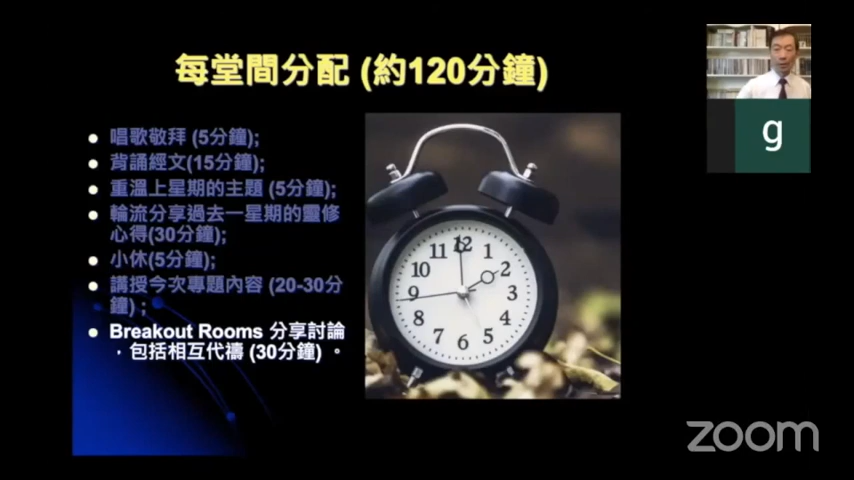 每堂間分配 (約120分鐘)
唱歌敬拜 (5分鐘);
背誦經文(15分鐘);
重溫上星期的主題 (5分鐘);
輪流分享過去一星期的靈修
心得(30分鐘);
小休(5分鐘);
講授今次專題內容 (20-30分
鐘) ;
Breakout Rooms 分享討論
，包括相互代禱 (30分鐘) 。
12
11
1
10
2
9
3
8
4
7
5
6
g
zoom